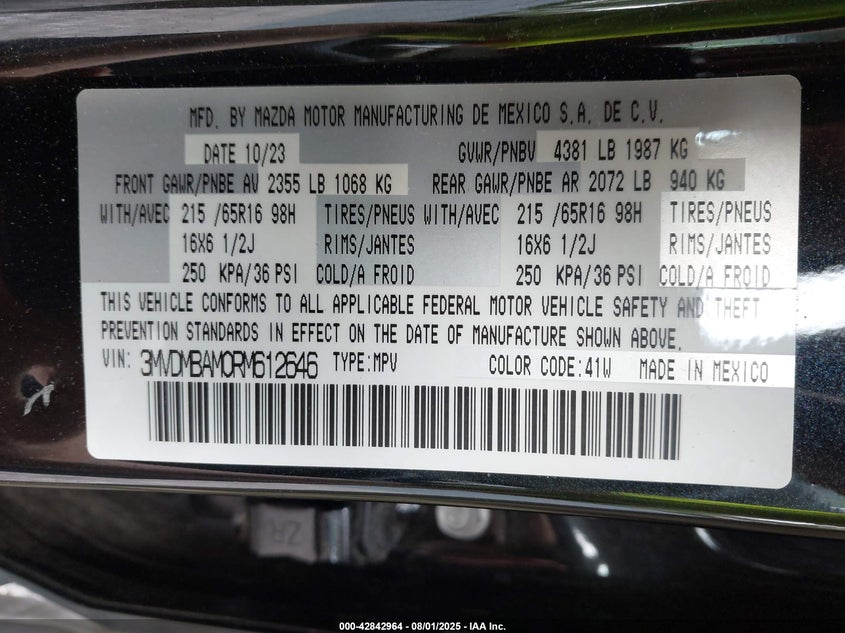 MFD. BY MAZDA MOTOR MANUFACTURING DE MEXICO S.A. DE C.V.
DATE 10/23 GVWR/PNBV 4381 LB 1987 KG
FRONT GAWR/PNBE AV 2355 LB 1068 KG REAR GAWR/PNBE AR 2072 LB 940 KG
WITH/AVEC 215 /65R16 98H TIRES/PNEUS WITH/AVEC 215 /65R16 98H TIRES/PNEUS
16X6 1/2J RIMS/JANTES 16X6 1/2J RIMS/JANTES
250 KPA/36 PSI COLD/A FROID 250 KPA/36 PSI COLD/A FROID
THIS VEHICLE CONFORMS TO ALL APPLICABLE FEDERAL MOTOR VEHICLE SAFETY AND THEFT
PREVENTION STANDARDS IN EFFECT ON THE DATE OF MANUFACTURE SHOWN ABOVE.
VIN: 3MVDMBAM0RM612646 TYPE:MPV COLOR CODE:41W MADE IN MEXICO
ZR
000-42842964 - 08/01/2025 - IAA Inc.